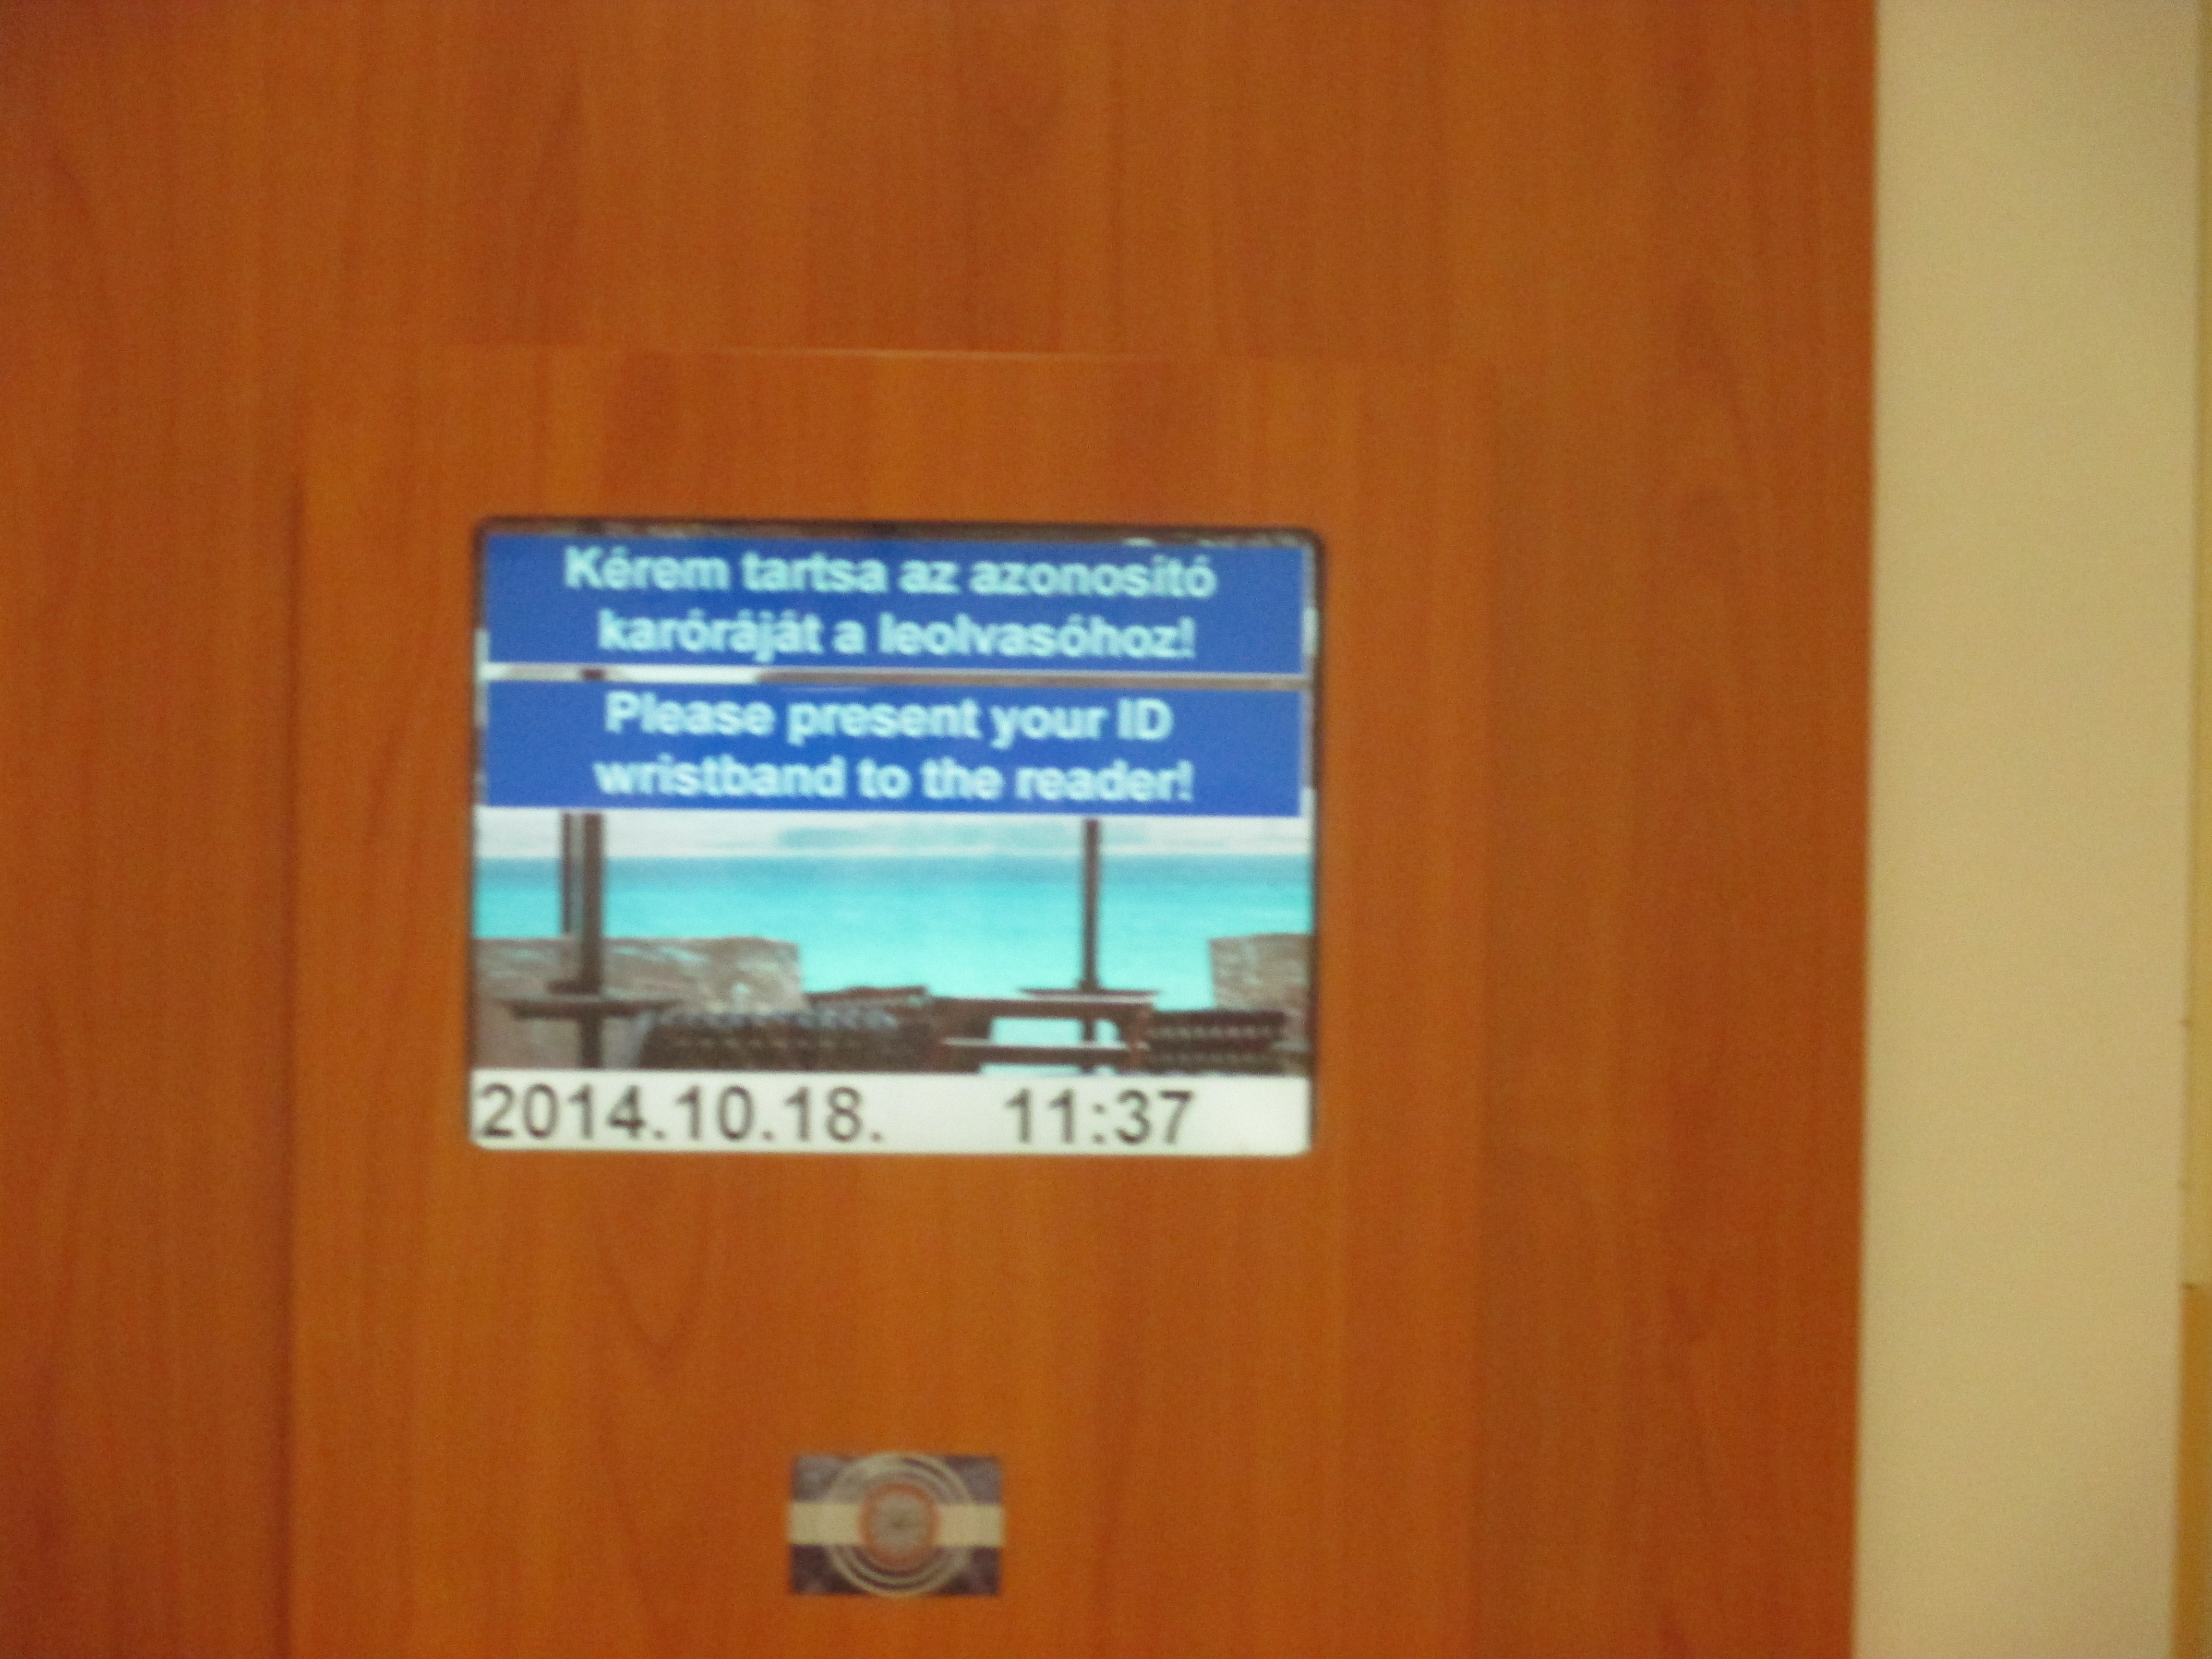 Kérem tartsa az azonosító
karóráját a leolvasóhoz!
Please present your ID
wristband to the reader!
2014.10.18. 11:37